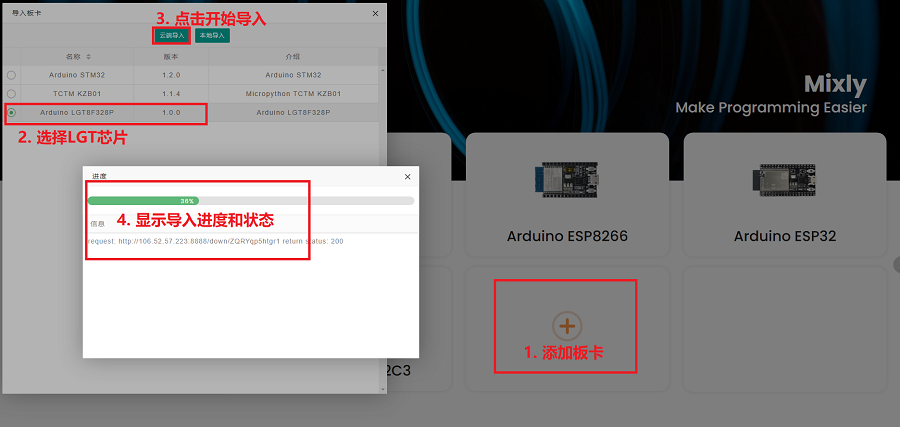 导入板卡
3. 点击开始导入
云端导入 本地导入
名称 版本 介绍
Arduino STM32 1.2.0 Arduino STM32
TCTM KZB01 1.1.4 Micropython TCTM KZB01
Arduino LGT8F328P 1.0.0 Arduino LGT8F328P
2. 选择LGT芯片
Mixly
Make Programming Easier
进度
36%
信息
4. 显示导入进度和状态
request: http://106.52.57.223:8888/down/ZQRYqp5htgr1 return status: 200
Arduino ESP8266
Arduino ESP32
1. 添加板卡
2C3